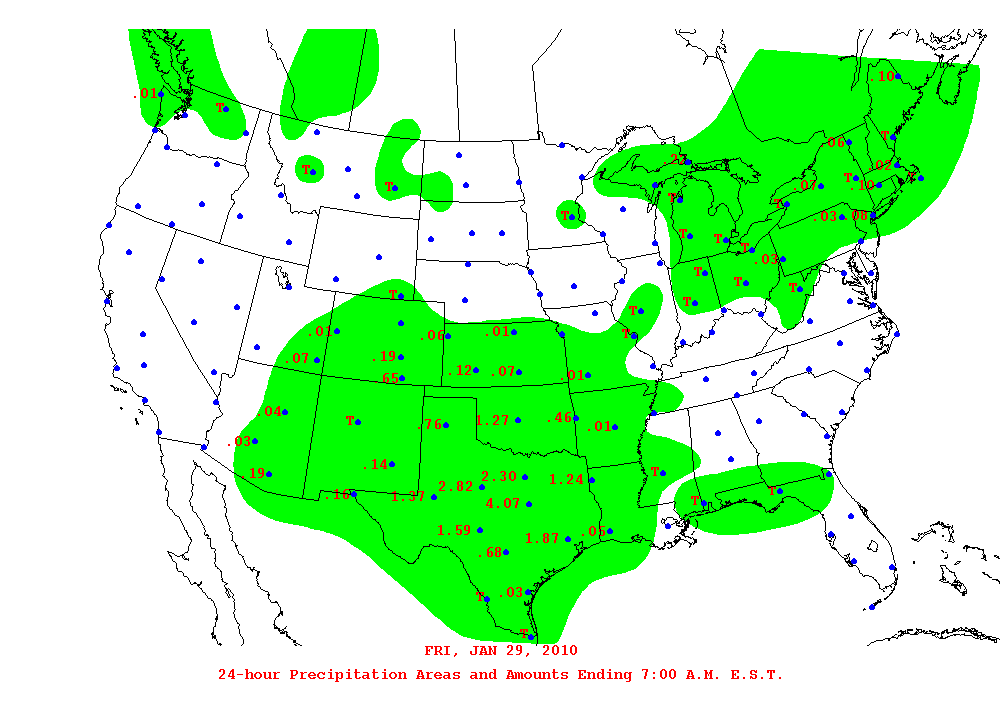 .10
.01
T
T
.06
.27
.02
T
T
T
T
.10
T
.07
T
T
T
.03
.08
T
T
T
.03
T
T
T
T
T
T
T
.01
.06
.01
T
.07
.19
.65
.12
.07
.01
.04
T
.76
1.27
.46
.01
.03
.14
.19
2.30
1.24
T
2.82
.16
1.37
4.07
T
T
1.59
1.87
.05
.68
T
.03
T
FRI, JAN 29, 2010
24-hour Precipitation Areas and Amounts Ending 7:00 A.M. E.S.T.